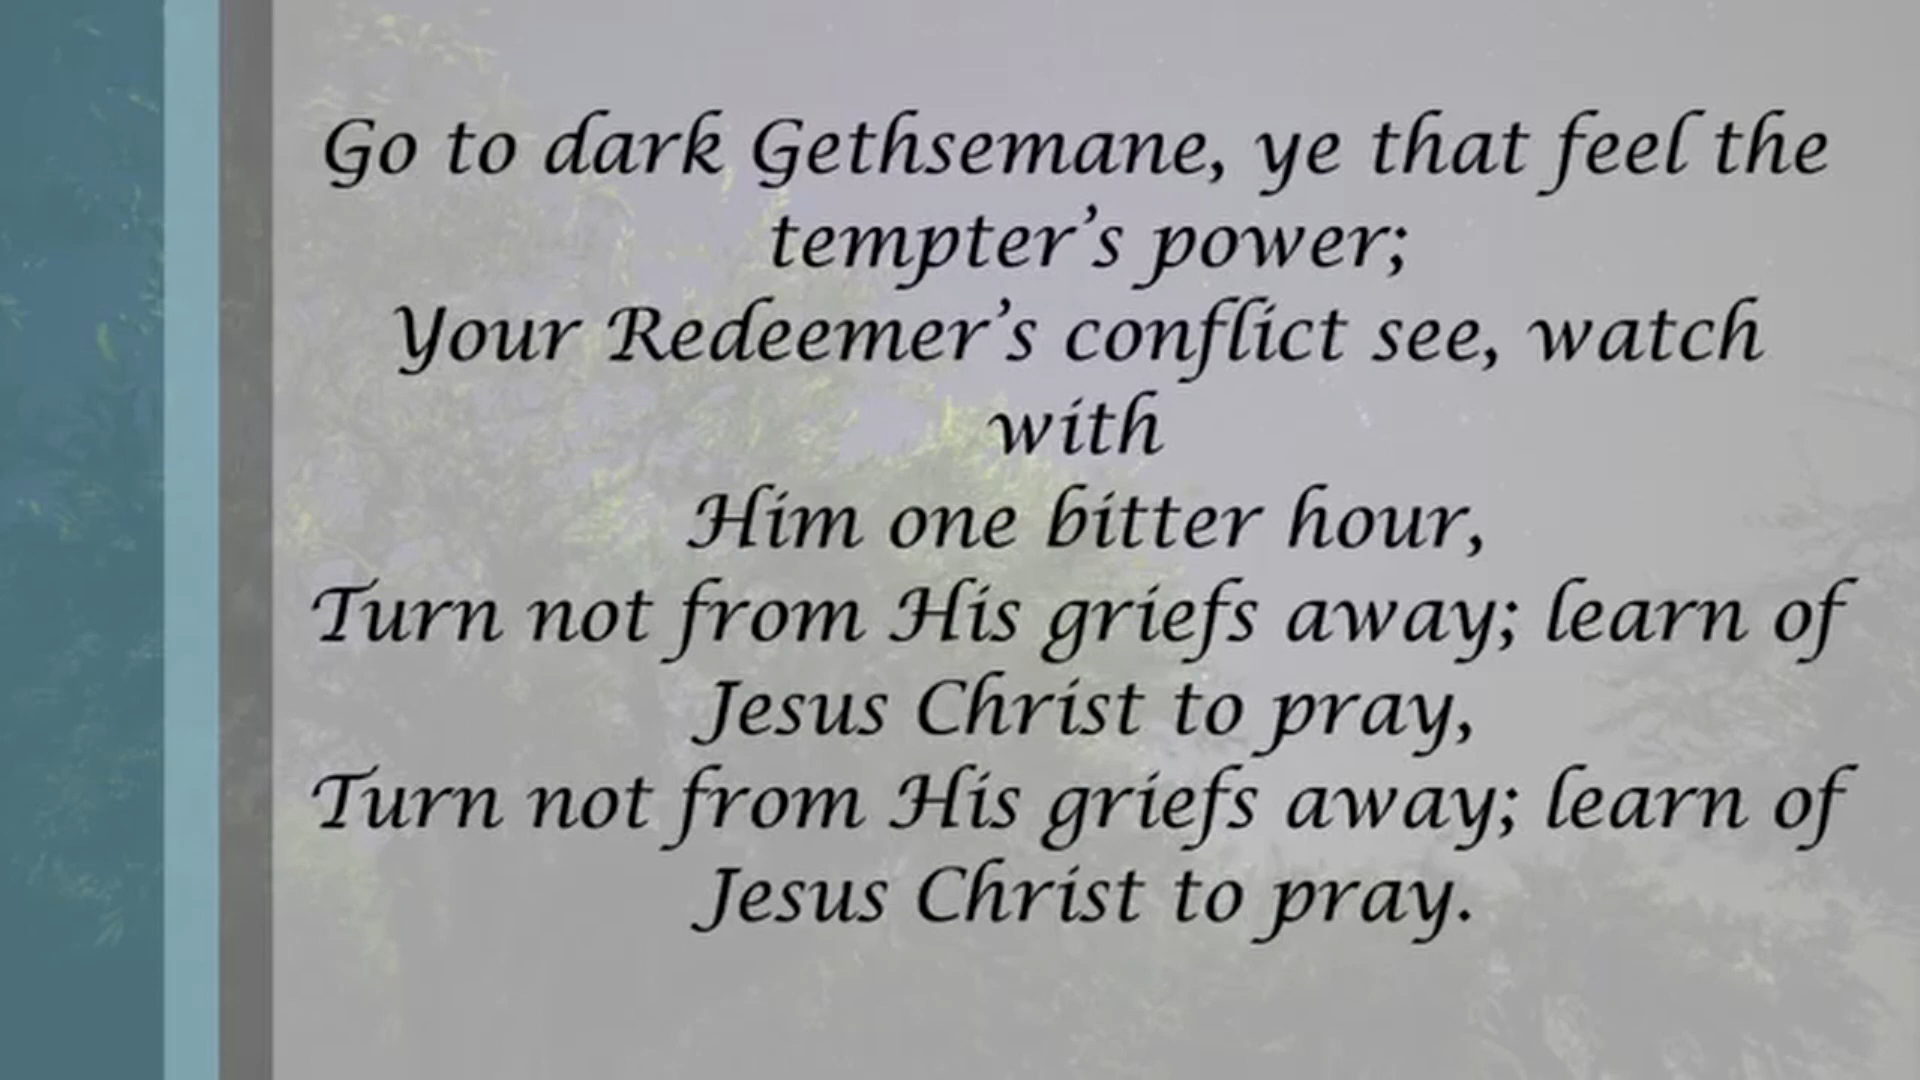 Go to dark Gethsemane, ye that feel the
tempter’s power;
Your Redeemer’s conflict see, watch
with
Him one bitter hour,
Turn not from His griefs away; learn of
Jesus Christ to pray,
Turn not from His griefs away; learn of
Jesus Christ to pray.